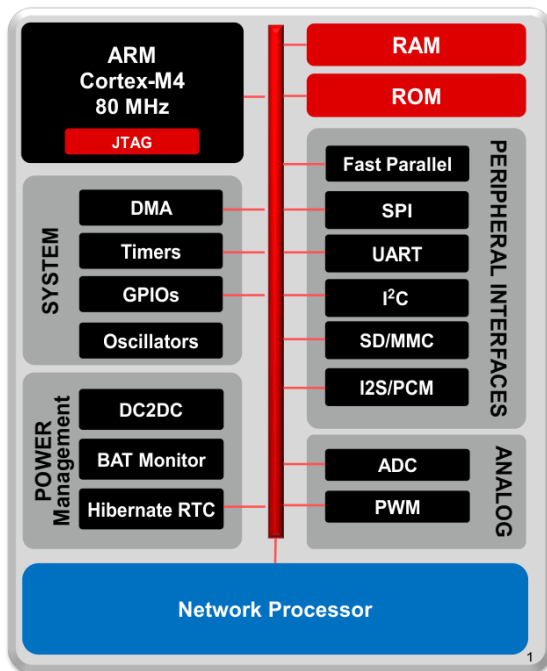 ARM
Cortex-M4
80 MHz
JTAG
RAM
ROM
SYSTEM
DMA
Timers
GPIOs
Oscillators
POWER
Management
DC2DC
BAT Monitor
Hibernate RTC
PERIPHERAL INTERFACES
Fast Parallel
SPI
UART
I²C
SD/MMC
I2S/PCM
ANALOG
ADC
PWM
Network Processor
1